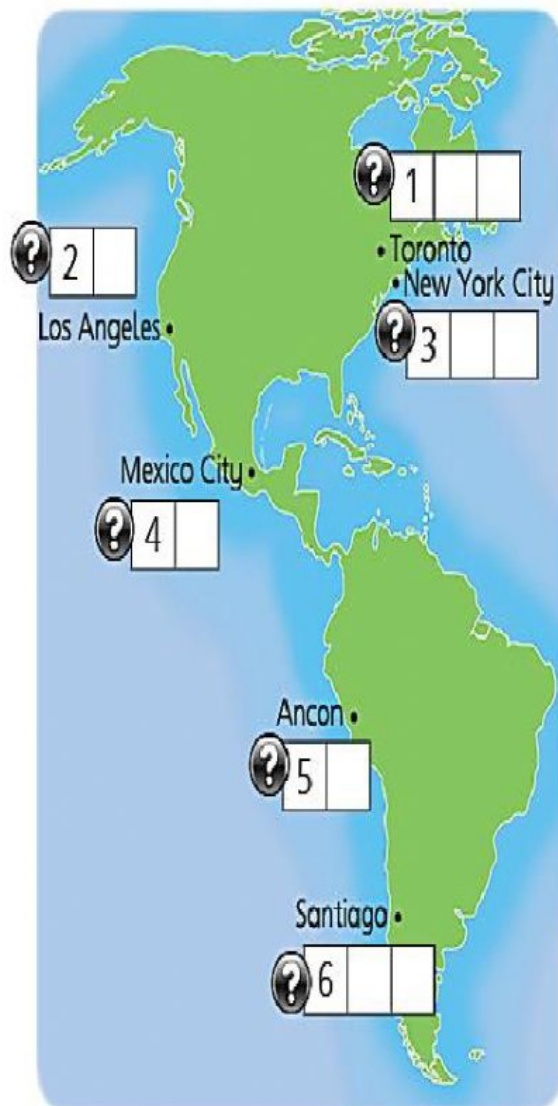 ? 1
Toronto
? 2
New York City
Los Angeles
? 3
Mexico City
? 4
Ancon
? 5
Santiago
? 6